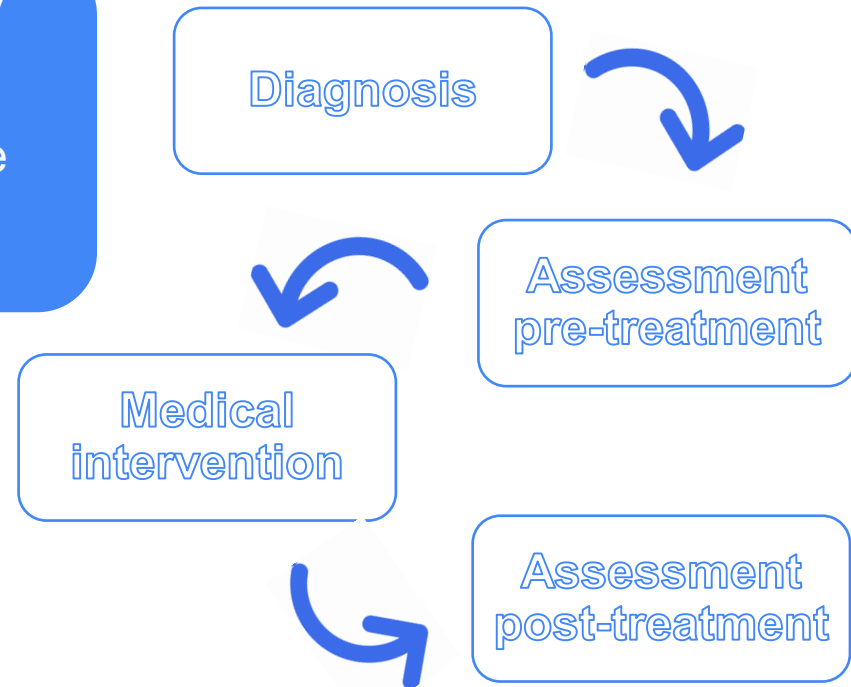 Diagnosis
Assessment
pre-treatment
Medical
intervention
Assessment
post-treatment